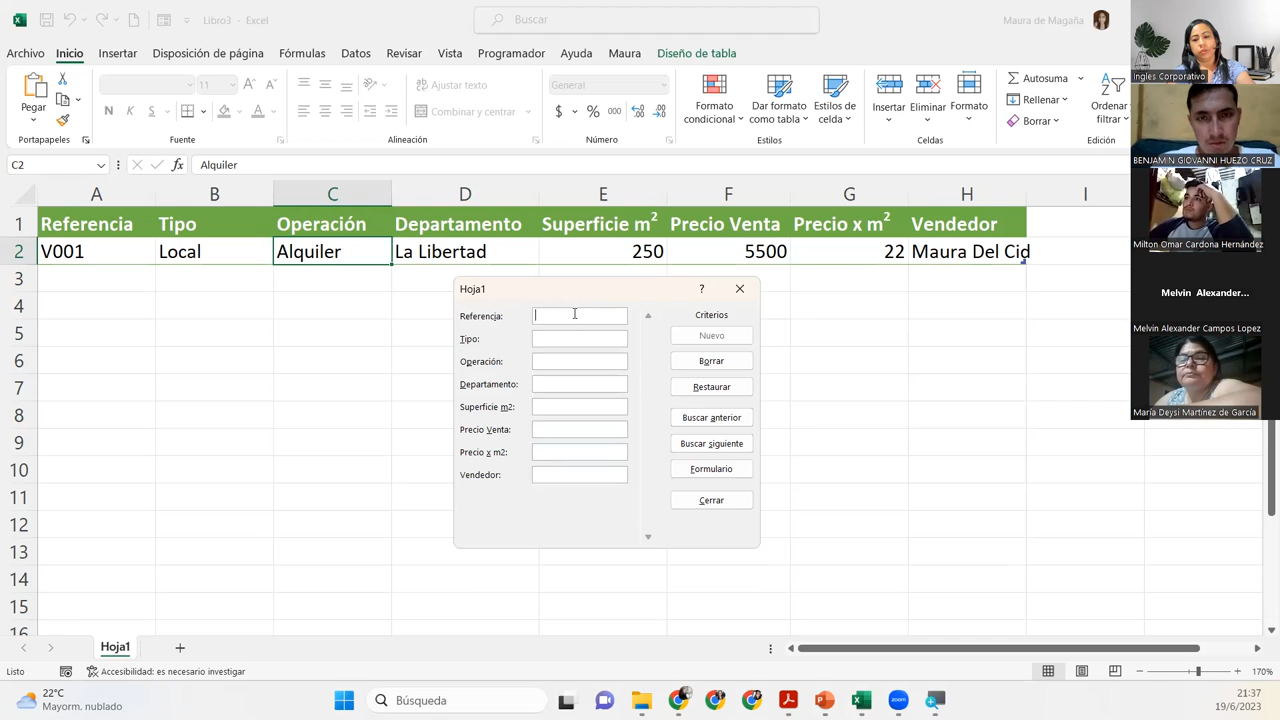 Libro3 - Excel
Buscar
Maura de Magaña
Archivo Inicio Insertar Disposición de página Fórmulas Datos Revisar Vista Programador Ayuda Maura Diseño de tabla
Pegar
11
Ajustar texto
General
Formato condicional
Dar formato como tabla
Estilos de celda
Insertar
Eliminar
Formato
Autosuma
Rellenar
Borrar
Ordenar
filtrar
N K S
Combinar y centrar
$ % 000
Portapapeles Fuente Alineación Número Estilos Celdas Edición
C2 fx Alquiler
A B C D E F G H I
1 Referencia Tipo Operación Departamento Superficie m² Precio Venta Precio x m² Vendedor
2 V001 Local Alquiler La Libertad 250 5500 22 Maura Del Cid
3
4
5
6
7
8
9
10
11
12
13
14
15
16
Hoja1 ?
Referencia:
Tipo:
Operación:
Departamento:
Superficie m2:
Precio Venta:
Precio x m2:
Vendedor:
Criterios
Nuevo
Borrar
Restaurar
Buscar anterior
Buscar siguiente
Formulario
Cerrar
Ingles Corporativo
BENJAMIN GIOVANNI HUEZO CRUZ
Milton Omar Cardona Hernández
Melvin Alexander...
Melvin Alexander Campos Lopez
María Deysi Martínez de García
Hoja1
Listo
Accesibilidad: es necesario investigar
170%
22°C
Mayorm. nublado
Búsqueda
21:37
19/6/2023